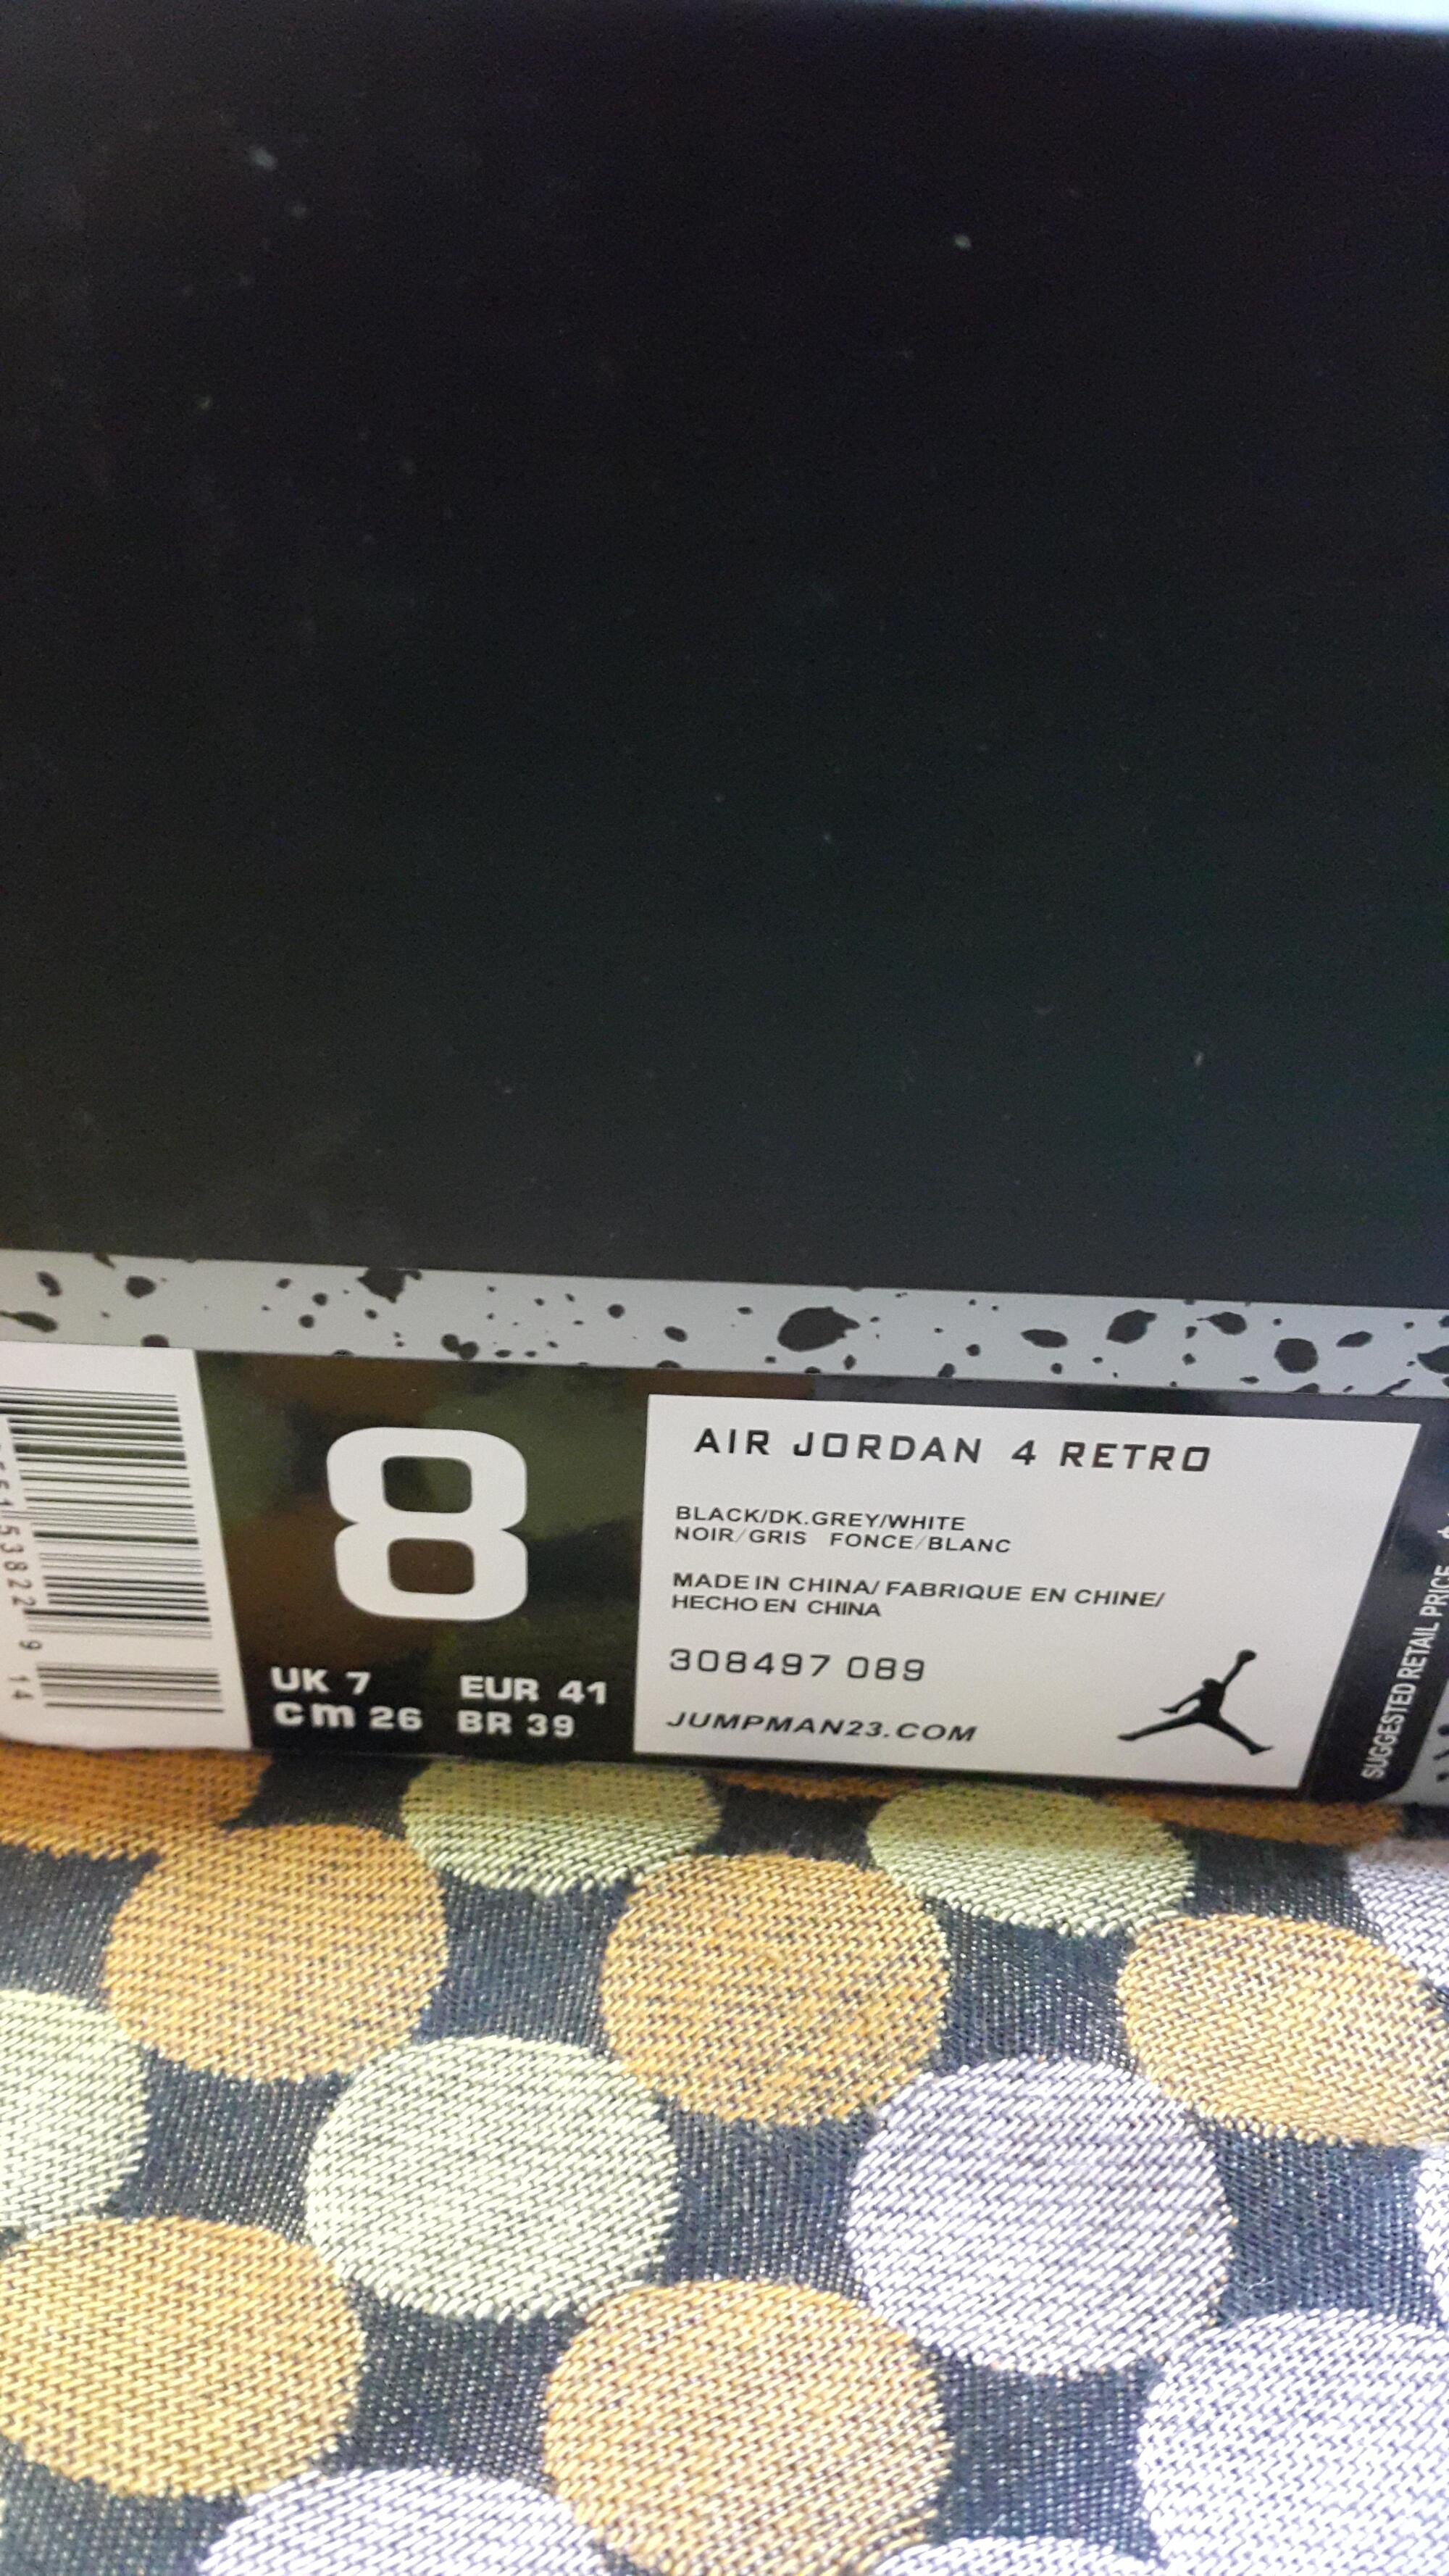 8
UK 7 EUR 41
cm 26 BR 39
AIR JORDAN 4 RETRO
BLACK/DK.GREY/WHITE
NOIR/GRIS FONCE/BLANC
MADE IN CHINA/ FABRIQUE EN CHINE/
HECHO EN CHINA
308497 089
JUMPMAN23.COM
SUGGESTED RETAIL PRICE